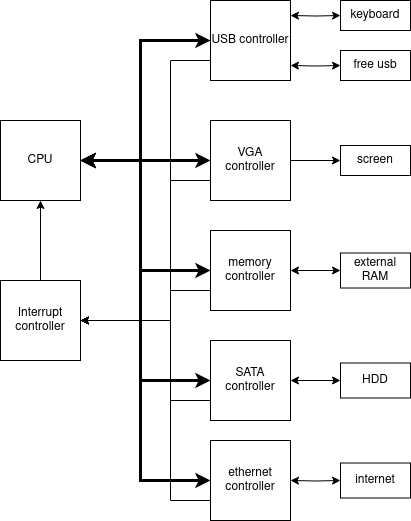 USB controller
keyboard
free usb
CPU
VGA
controller
screen
memory
controller
external
RAM
Interrupt
controller
SATA
controller
HDD
ethernet
controller
internet